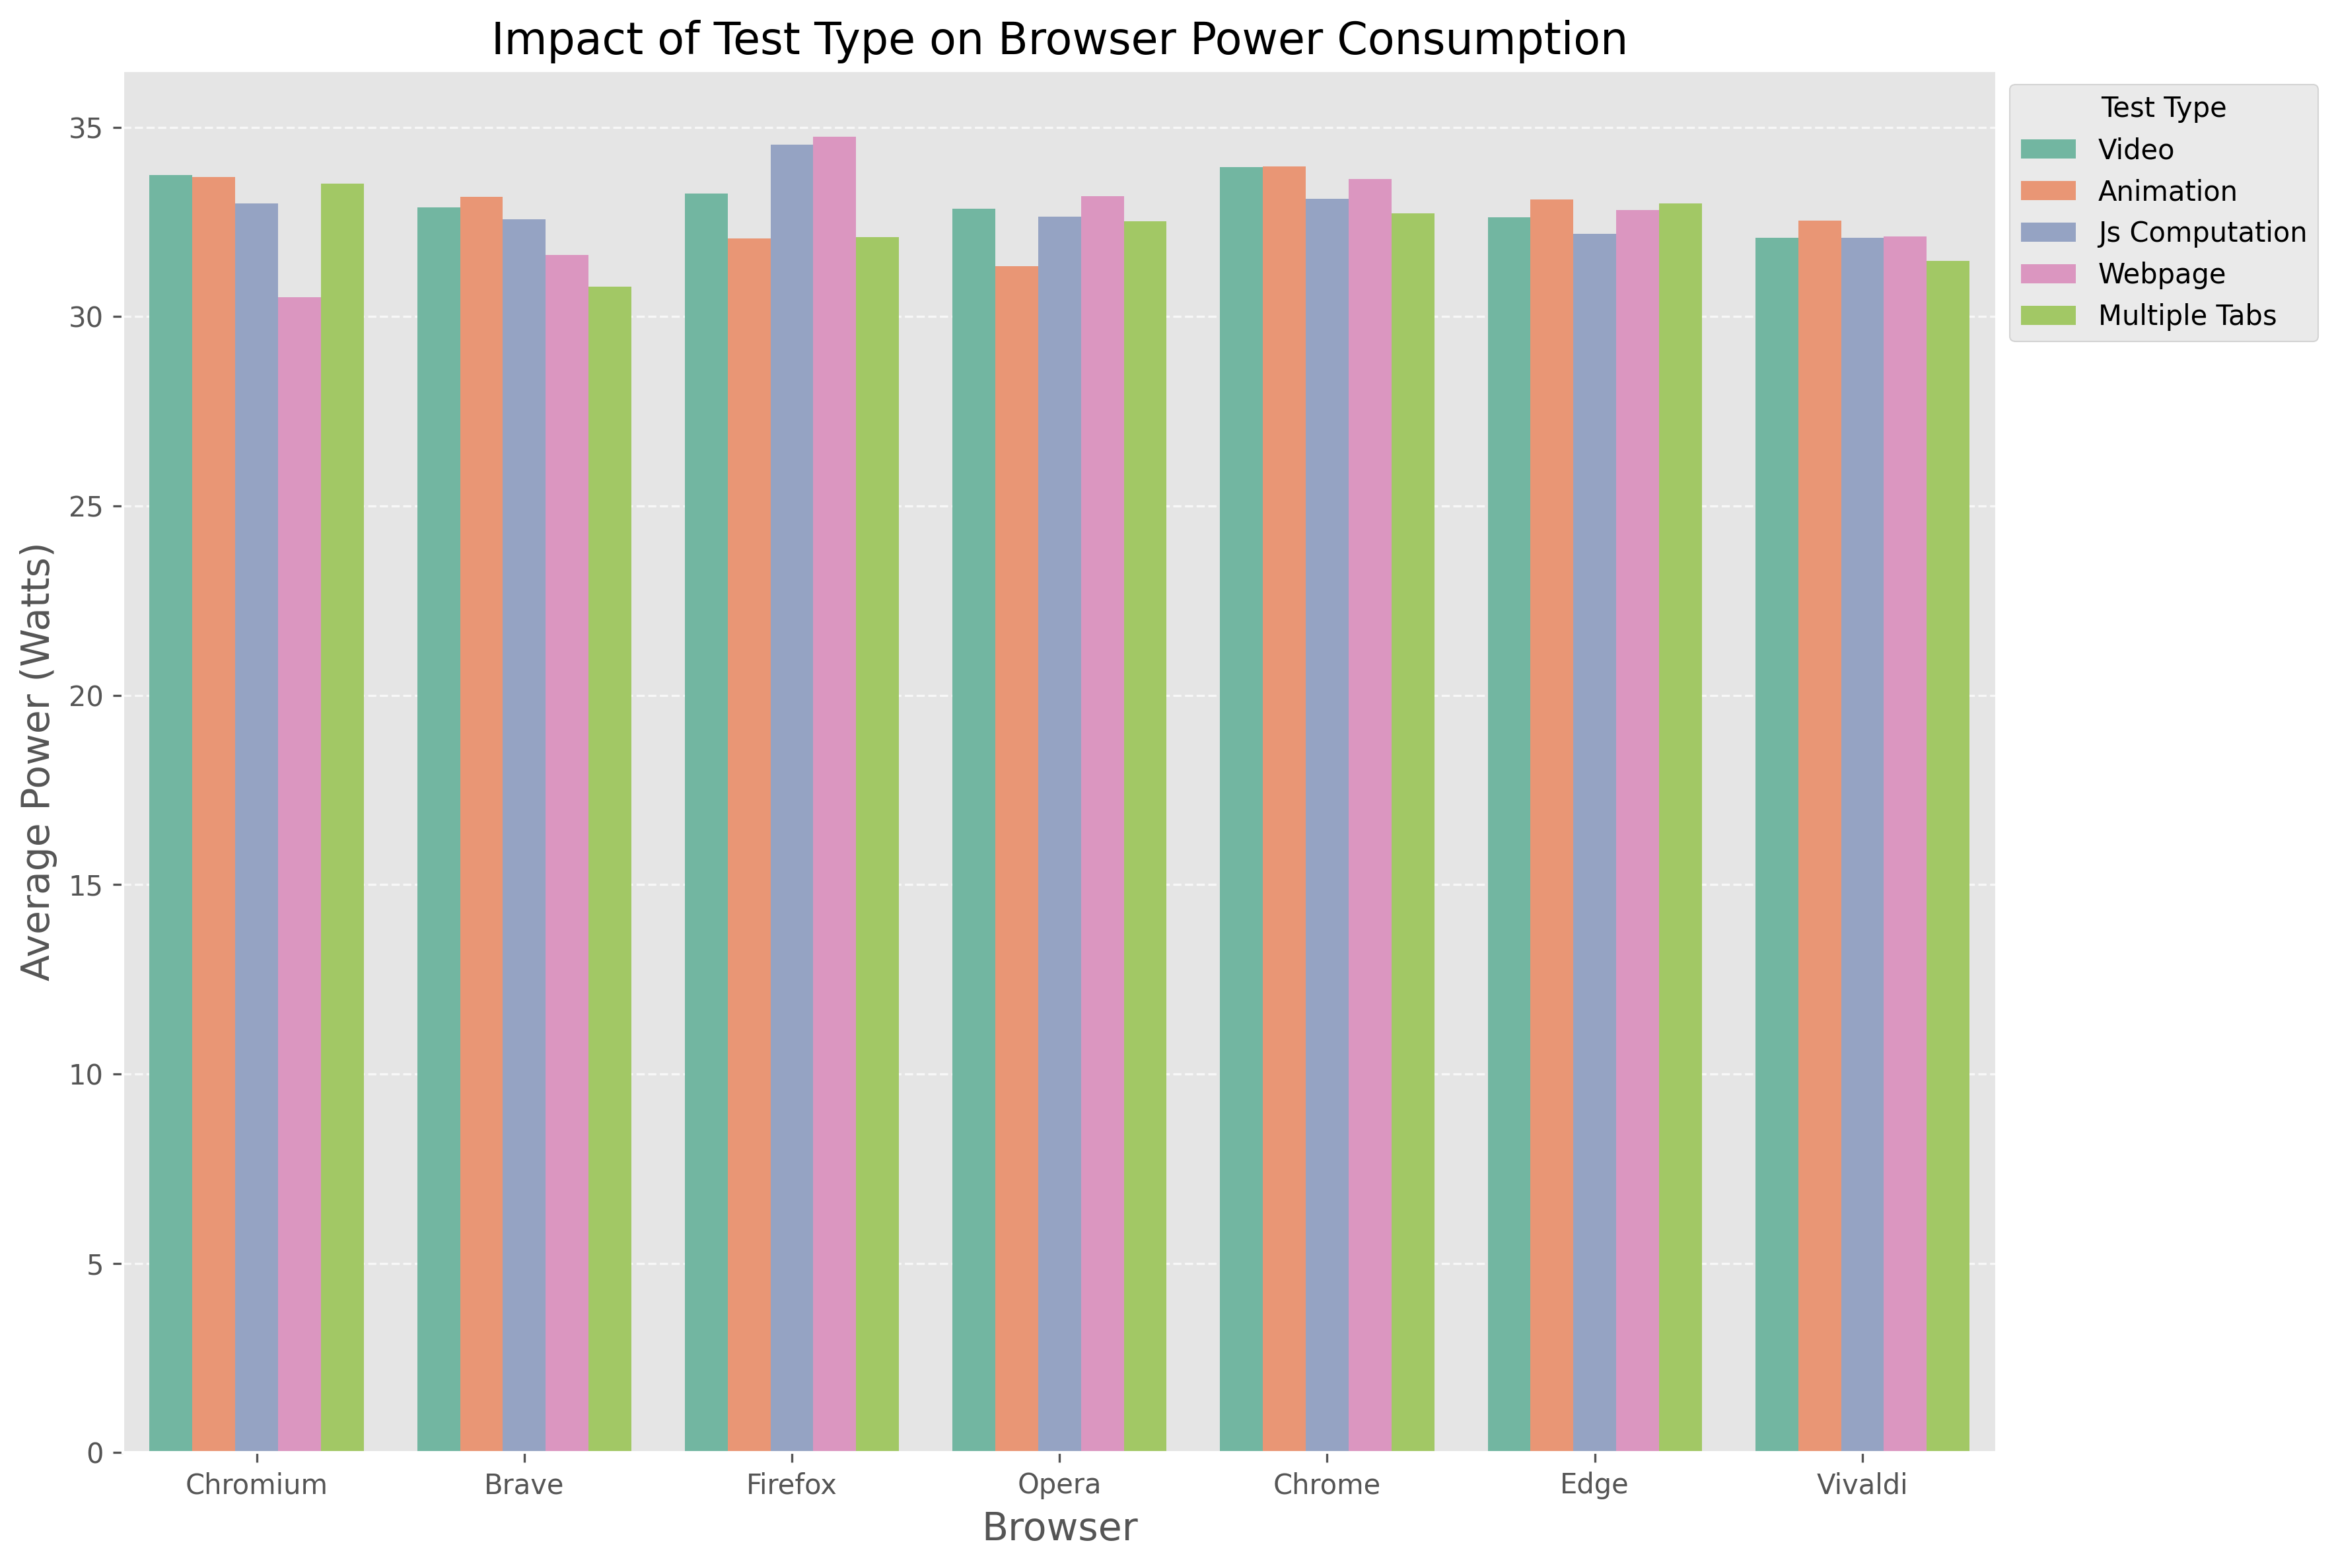 Impact of Test Type on Browser Power Consumption
Average Power (Watts)
35
30
25
20
15
10
5
0
Chromium
Brave
Firefox
Opera
Chrome
Edge
Vivaldi
Browser
Test Type
Video
Animation
Js Computation
Webpage
Multiple Tabs